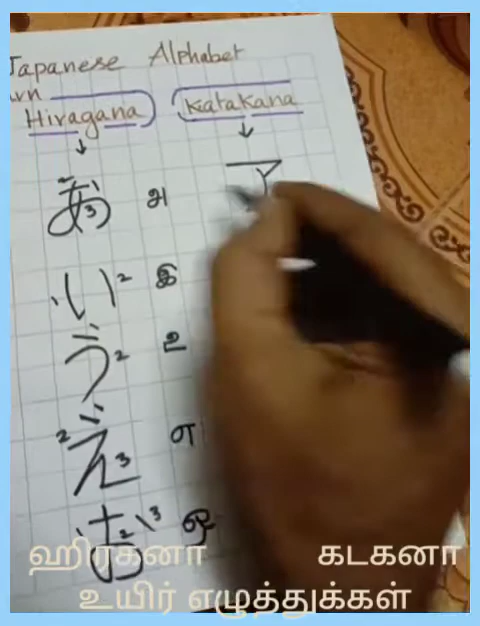 Japanese Alphabet
Hiragana Katakana
あ அ ア
い இ
う உ
え எ
お ஒ
ஹிரகனா கடகனா
உயிர் எழுத்துக்கள்